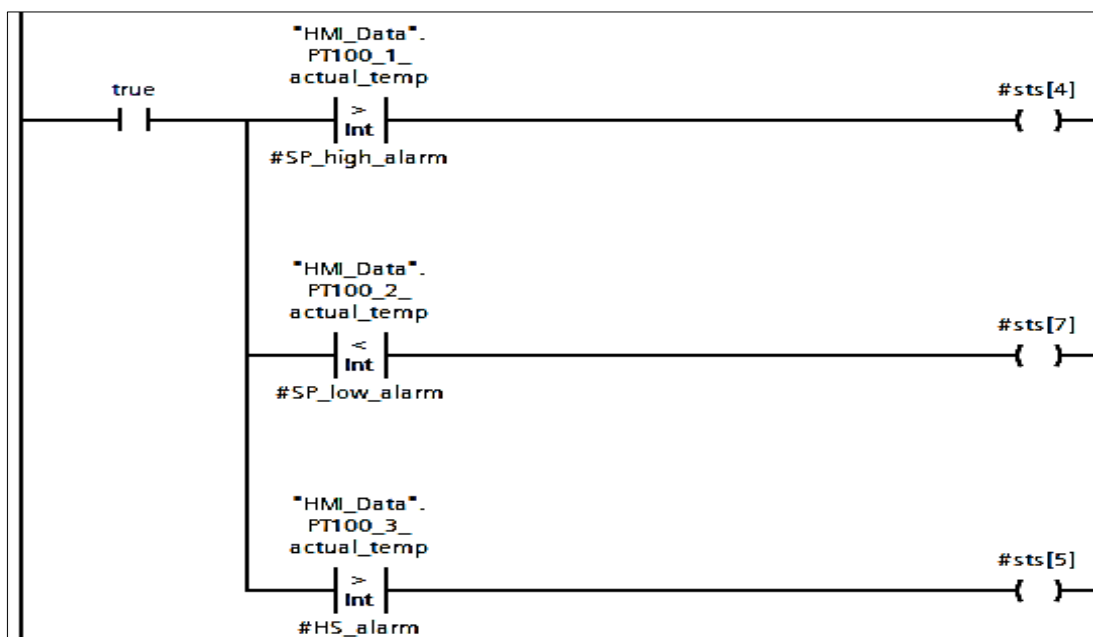 "HMI_Data".
PT100_1_
actual_temp
true
#sts[4]
>
Int
#SP_high_alarm
"HMI_Data".
PT100_2_
actual_temp
#sts[7]
<
Int
#SP_low_alarm
"HMI_Data".
PT100_3_
actual_temp
#sts[5]
>
Int
#HS_alarm